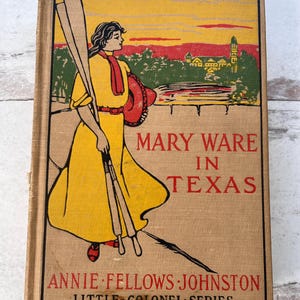 MARY WARE
IN
TEXAS
ANNIE·FELLOWS·JOHNSTON
LITTLE COLONEL SERIES